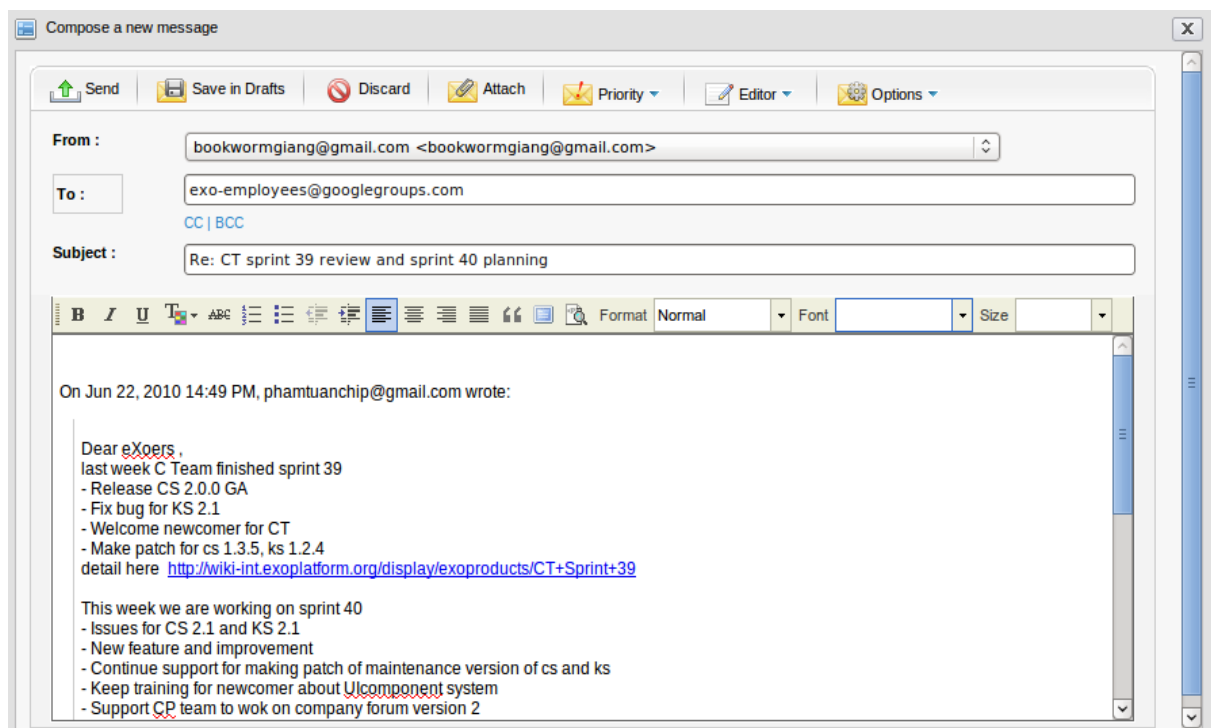 Compose a new message
X
Send Save in Drafts Discard Attach Priority Editor Options
From : bookwormgiang@gmail.com <bookwormgiang@gmail.com>
To : exo-employees@googlegroups.com
CC | BCC
Subject : Re: CT sprint 39 review and sprint 40 planning
B I U T ABC Format Normal Font Size
On Jun 22, 2010 14:49 PM, phamtuanchip@gmail.com wrote:
Dear eXoers ,
last week C Team finished sprint 39
- Release CS 2.0.0 GA
- Fix bug for KS 2.1
- Welcome newcomer for CT
- Make patch for cs 1.3.5, ks 1.2.4
detail here http://wiki-int.exoplatform.org/display/exoproducts/CT+Sprint+39
This week we are working on sprint 40
- Issues for CS 2.1 and KS 2.1
- New feature and improvement
- Continue support for making patch of maintenance version of cs and ks
- Keep training for newcomer about UIcomponent system
- Support CP team to wok on company forum version 2